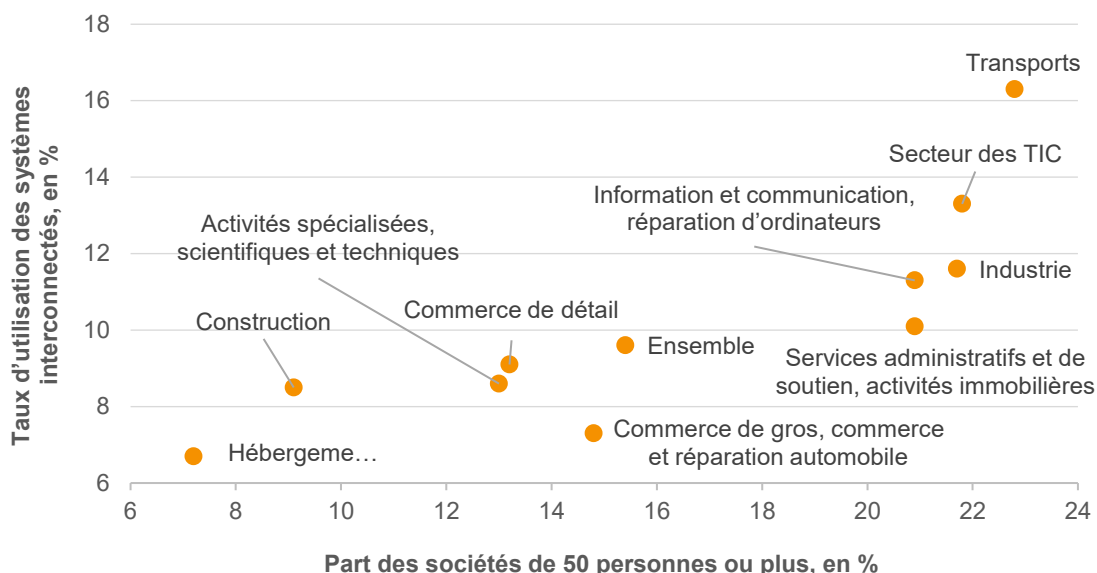 18
16
14
12
10
8
6
Taux d’utilisation des systèmes
interconnectés, en %
Transports
Secteur des TIC
Information et communication,
réparation d’ordinateurs
Activités spécialisées,
scientifiques et techniques
Industrie
Commerce de détail
Construction
Ensemble
Services administratifs et de
soutien, activités immobilières
Commerce de gros, commerce
et réparation automobile
Hébergeme…
6 8 10 12 14 16 18 20 22 24
Part des sociétés de 50 personnes ou plus, en %